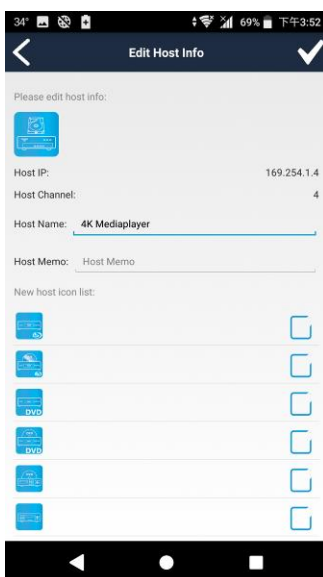 34° 69% 下午3:52
Edit Host Info
Please edit host info:
Host IP: 169.254.1.4
Host Channel: 4
Host Name: 4K Mediaplayer
Host Memo: Host Memo
New host icon list:
DVD
DVD